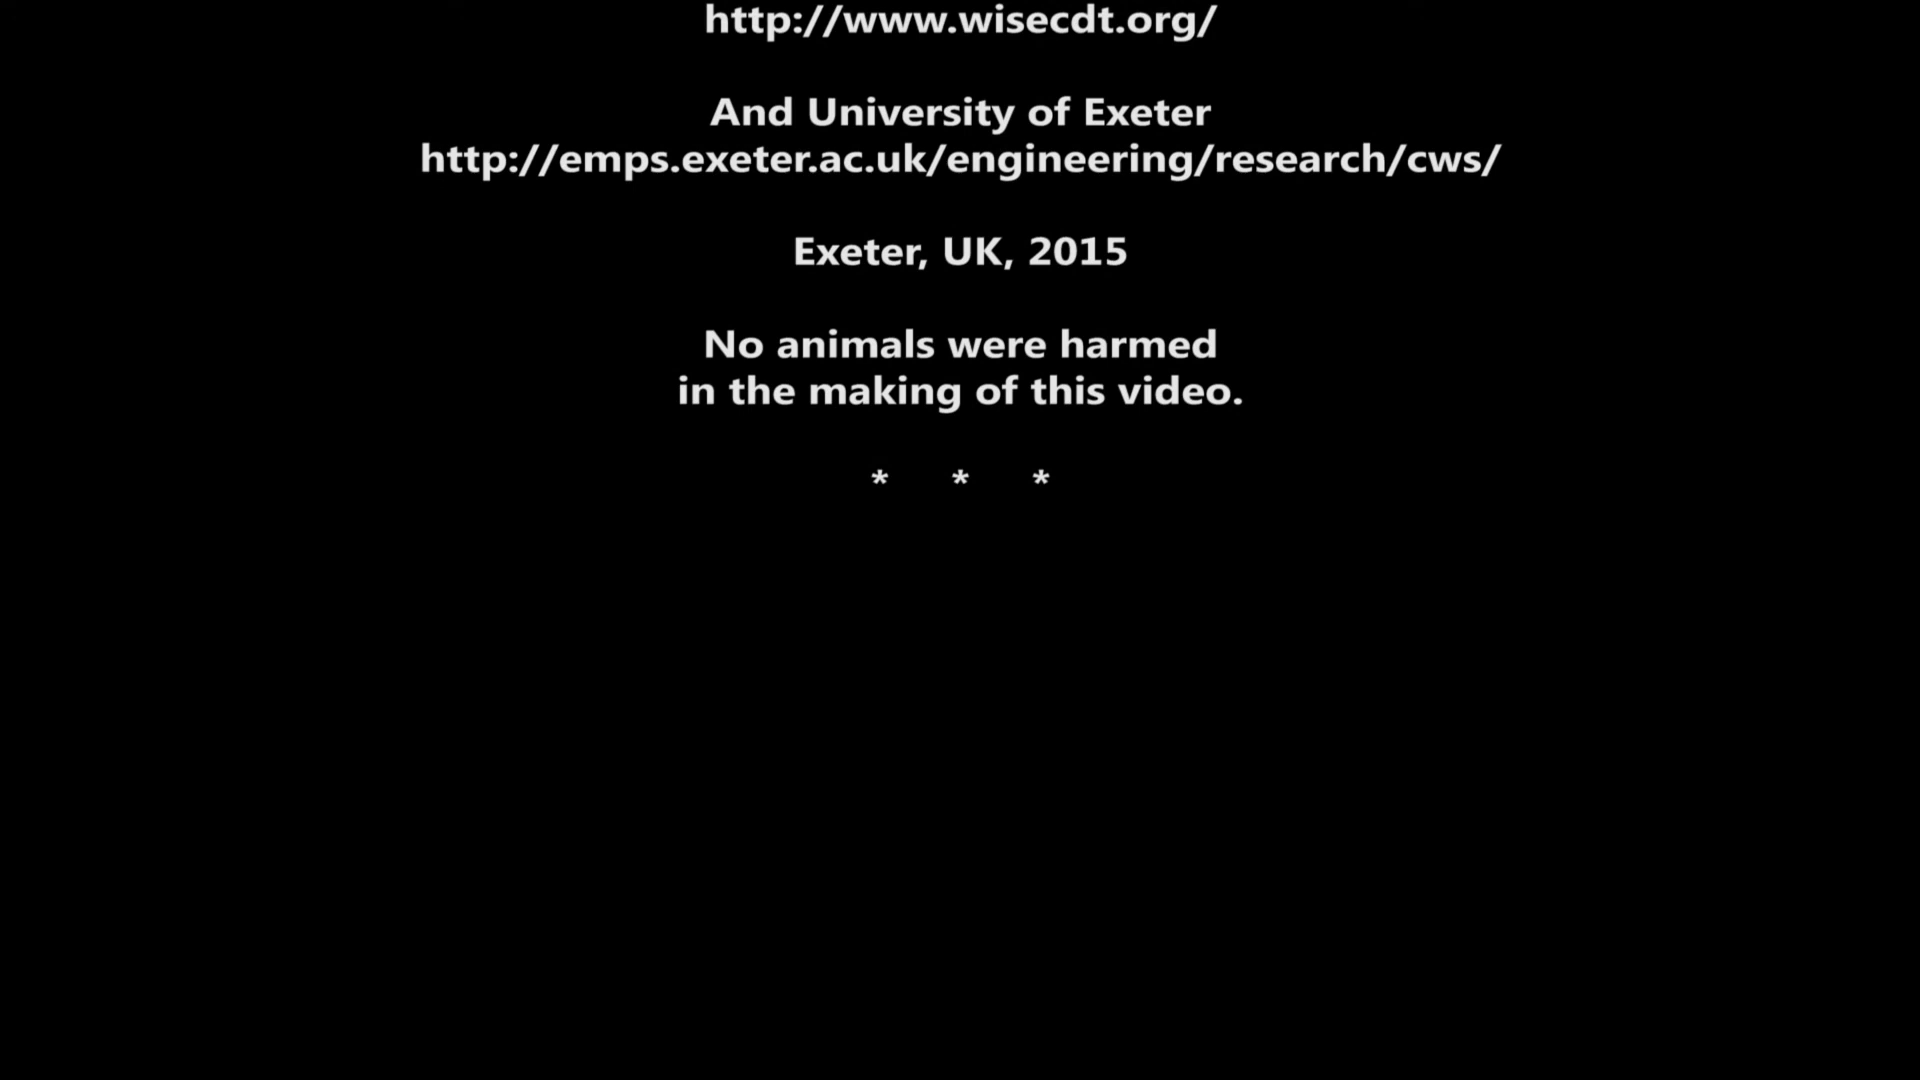 http://www.wisecdt.org/
And University of Exeter
http://emps.exeter.ac.uk/engineering/research/cws/
Exeter, UK, 2015
No animals were harmed
in the making of this video.
* * *